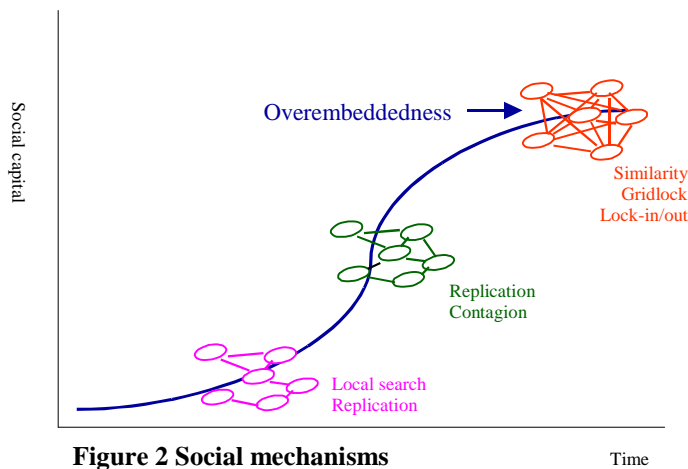 Social capital
Overembeddedness
Similarity
Gridlock
Lock-in/out
Replication
Contagion
Local search
Replication
Figure 2 Social mechanisms
Time